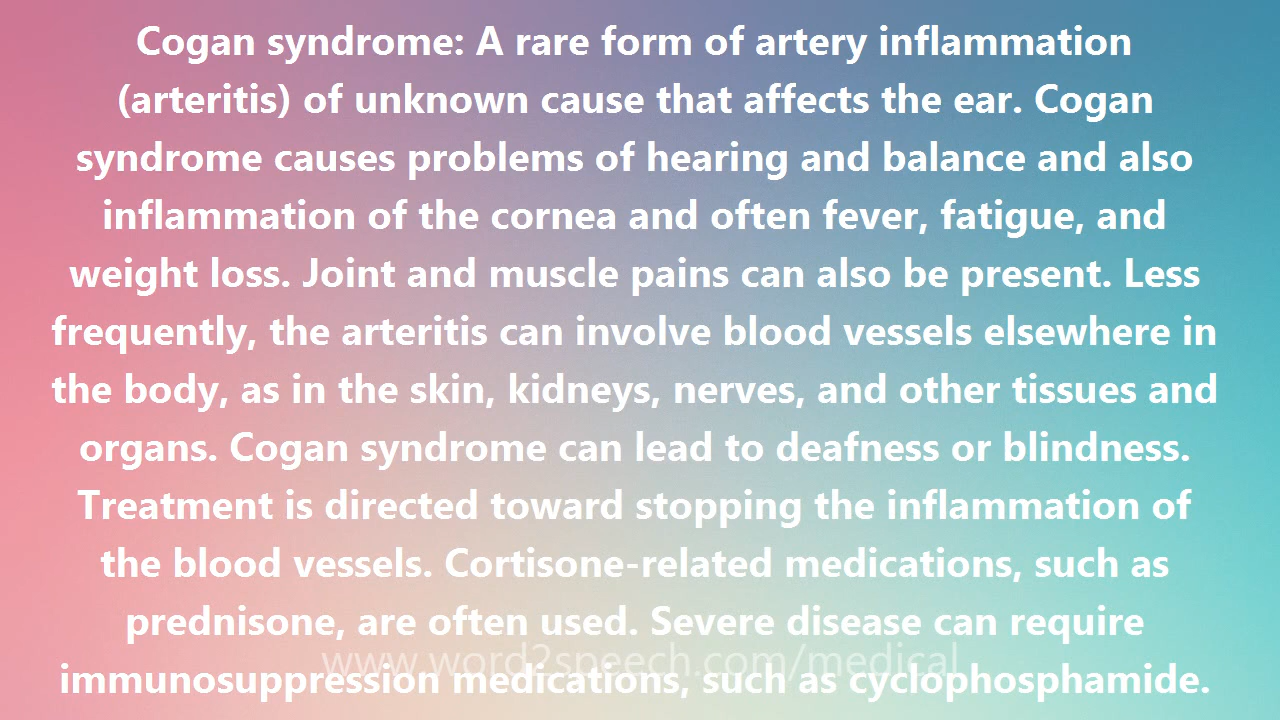 Cogan syndrome: A rare form of artery inflammation
(arteritis) of unknown cause that affects the ear. Cogan
syndrome causes problems of hearing and balance and also
inflammation of the cornea and often fever, fatigue, and
weight loss. Joint and muscle pains can also be present. Less
frequently, the arteritis can involve blood vessels elsewhere in
the body, as in the skin, kidneys, nerves, and other tissues and
organs. Cogan syndrome can lead to deafness or blindness.
Treatment is directed toward stopping the inflammation of
the blood vessels. Cortisone-related medications, such as
prednisone, are often used. Severe disease can require
www.word2speech.com/medical
immunosuppression medications, such as cyclophosphamide.